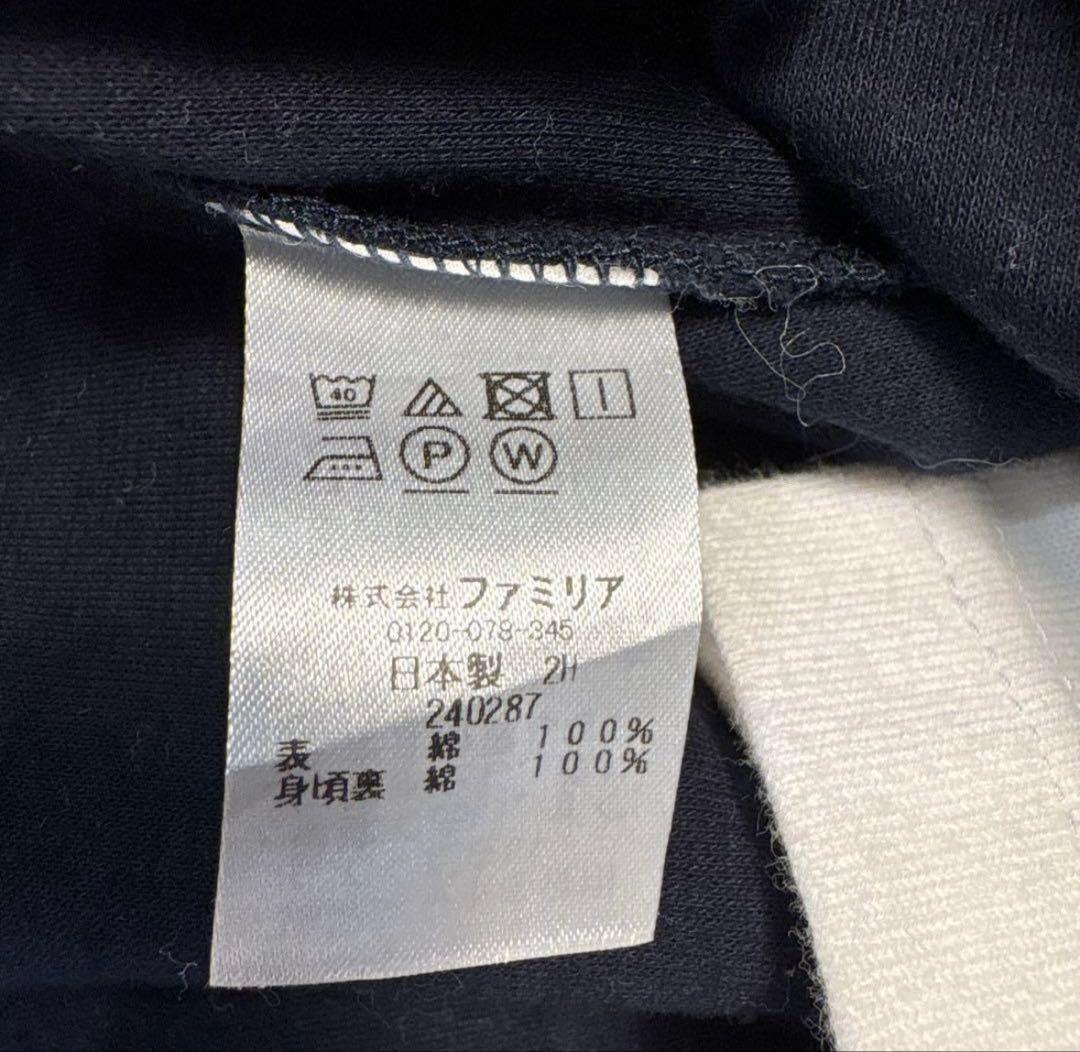 40
P W
株式会社ファミリア
0120-078-345
日本製 2H
240287
表 綿 100%
身頃裏 綿 100%